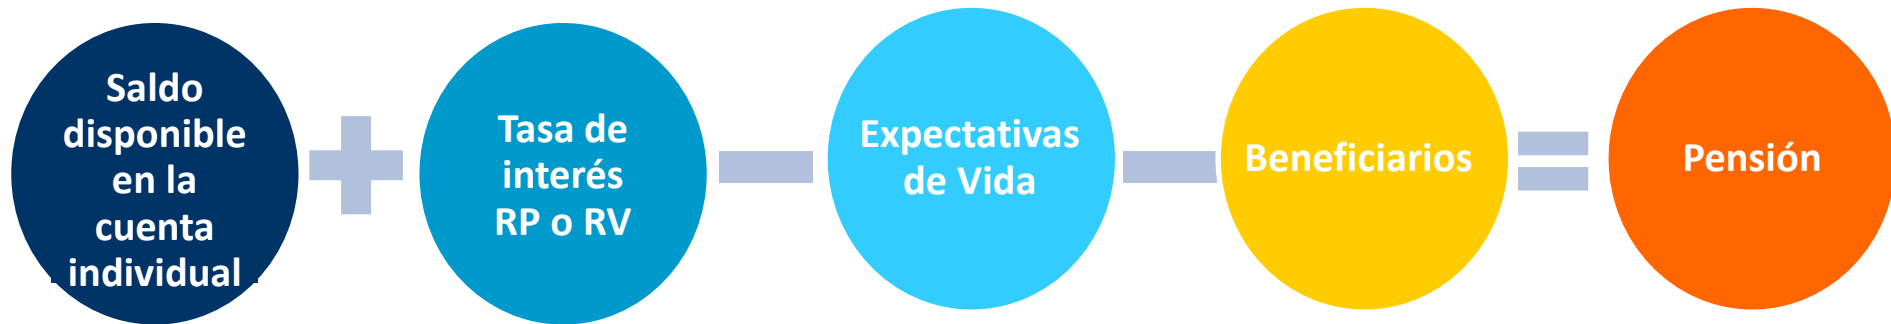 Saldo
disponible
en la
cuenta
individual
Tasa de
interés
RP o RV
Expectativas
de Vida
Beneficiarios
Pensión